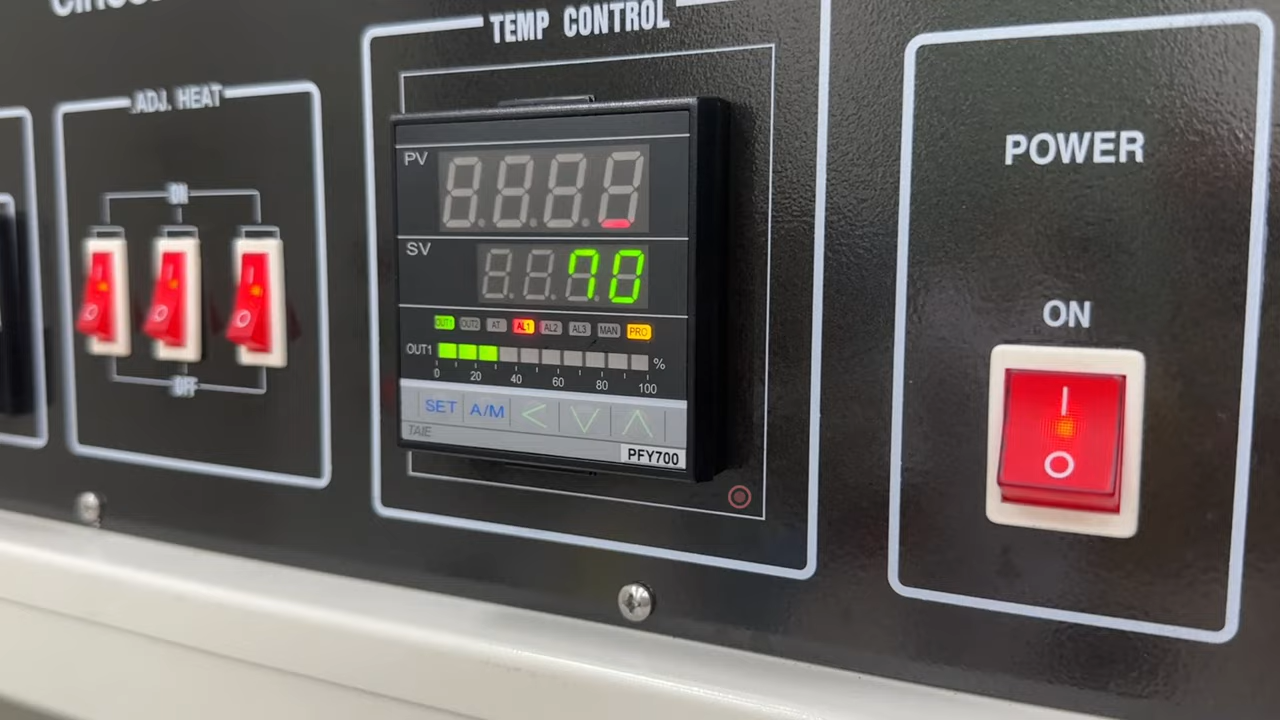 TEMP CONTROL
ADJ. HEAT
ON
OFF
PV
SV
70
OUT1 OUT2 AT AL1 AL2 AL3 MAN PRO
OUT1 %
0 20 40 60 80 100
SET A/M < ∨ ∧
TAIE
PFY700
POWER
ON